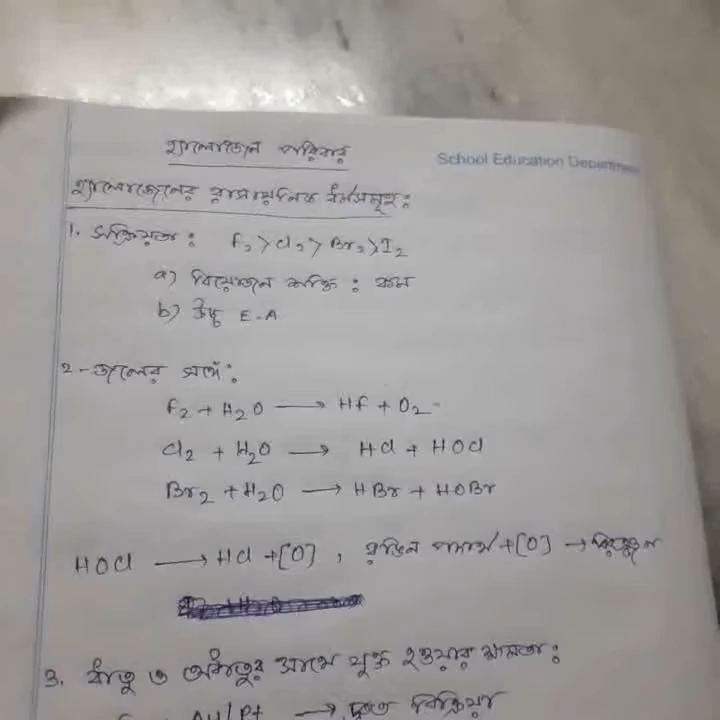 হ্যালোজেন পরিবার
School Education Department
হ্যালোজেনের রাসায়নিক ধর্মসমূহ:
1. সক্রিয়তা: F₂ > Cl₂ > Br₂ > I₂
a) বিয়োজন শক্তি: কম
b) উচ্চ E-A
2- জলের সঙ্গে:
F₂ + H₂O ⟶ HF + O₂
Cl₂ + H₂O ⟶ HCl + HOCl
Br₂ + H₂O ⟶ HBr + HOBr
HOCl ⟶ HCl + [O], রঙিন পদার্থ + [O] → বিরঞ্জন
3. ধাতু ও অধাতুর সাথে যুক্ত হওয়ার ক্ষমতা:
Au/Pt → দ্রুত বিক্রিয়া